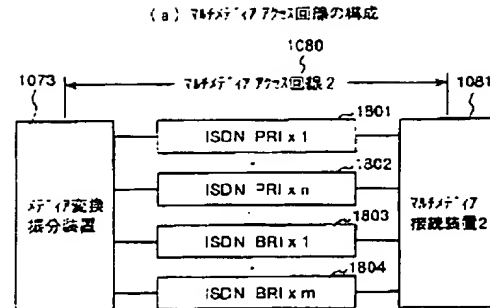 (a) マルチメディアアクセス回線の構成
1080
1073
マルチメディアアクセス回線2
1081
1801
ISDN PRI x 1
1802
ISDN PRI x n
メディア変換
振分装置
マルチメディア
接続装置2
1803
ISDN BRI x 1
1804
ISDN BRI x m